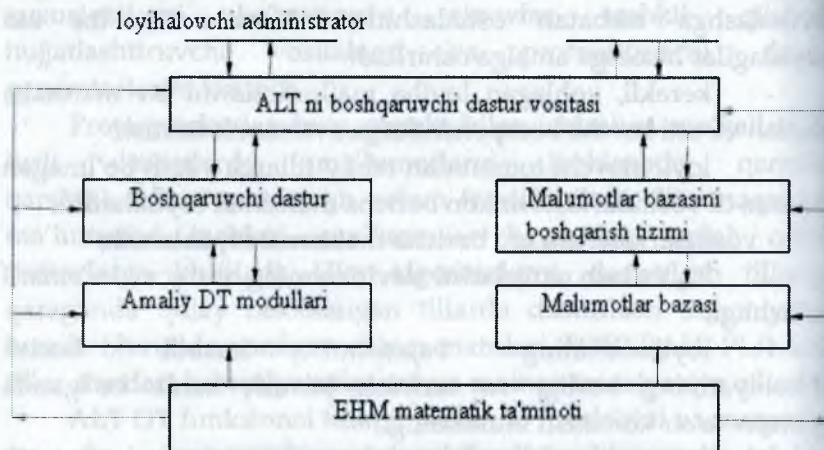 loyihalovchi administrator
ALT ni boshqaruvchi dastur vositasi
Boshqaruvchi dastur
Malumotlar bazasini
boshqarish tizimi
Amaliy DT modullari
Malumotlar bazasi
EHM matematik ta'minoti